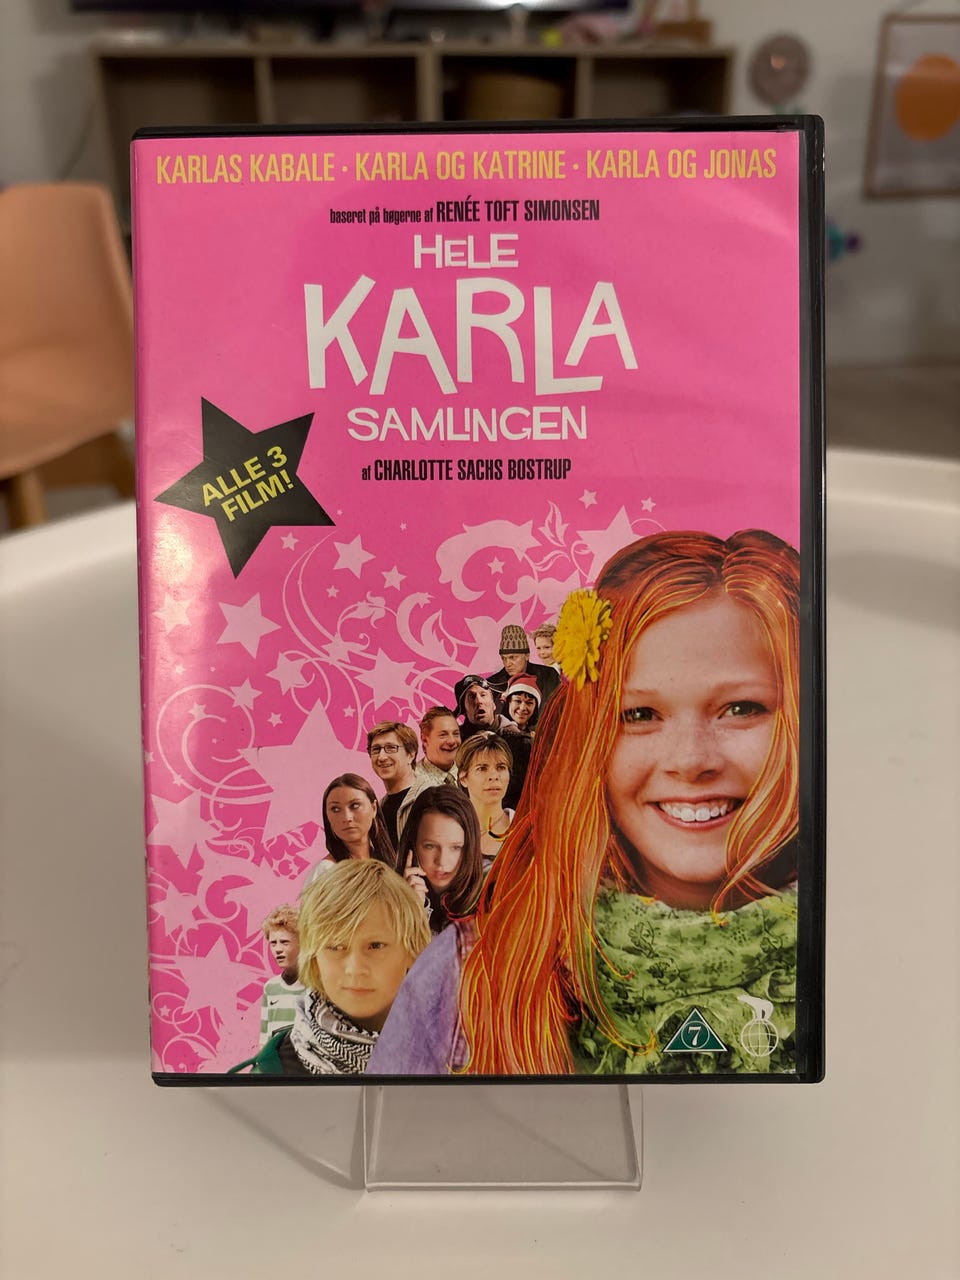 KARLAS KABALE · KARLA OG KATRINE · KARLA OG JONAS
baseret på bøgerne af RENÉE TOFT SIMONSEN
HELE
KARLA
SAMLINGEN
af CHARLOTTE SACHS BOSTRUP
ALLE 3
FILM!
7